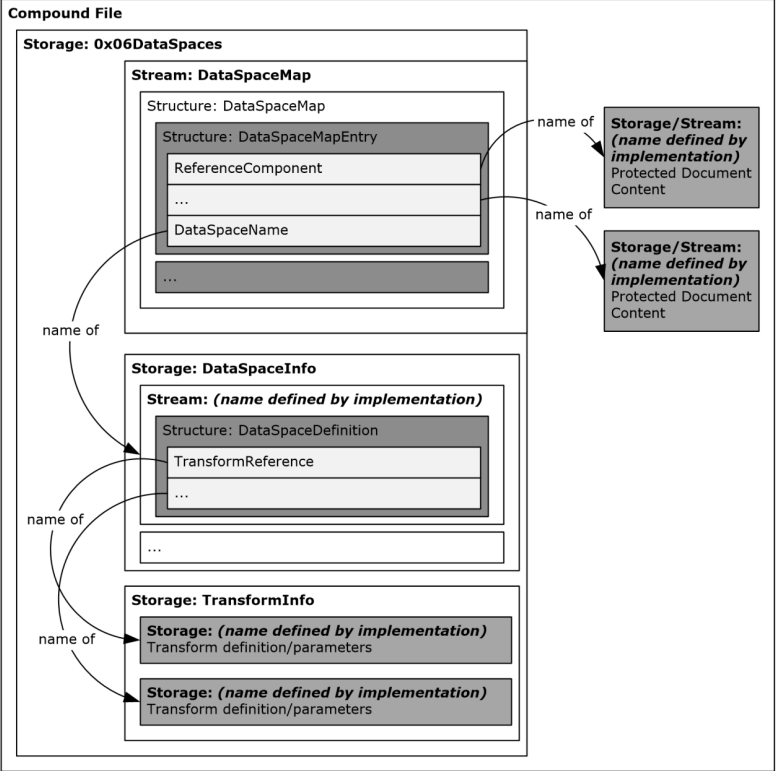 Compound File
Storage: 0x06DataSpaces
Stream: DataSpaceMap
Structure: DataSpaceMap
Structure: DataSpaceMapEntry
ReferenceComponent
...
DataSpaceName
...
name of
Storage/Stream:
(name defined by
implementation)
Protected Document
Content
name of
Storage/Stream:
(name defined by
implementation)
Protected Document
Content
name of
Storage: DataSpaceInfo
Stream: (name defined by implementation)
Structure: DataSpaceDefinition
TransformReference
...
...
name of
name of
Storage: TransformInfo
Storage: (name defined by implementation)
Transform definition/parameters
Storage: (name defined by implementation)
Transform definition/parameters